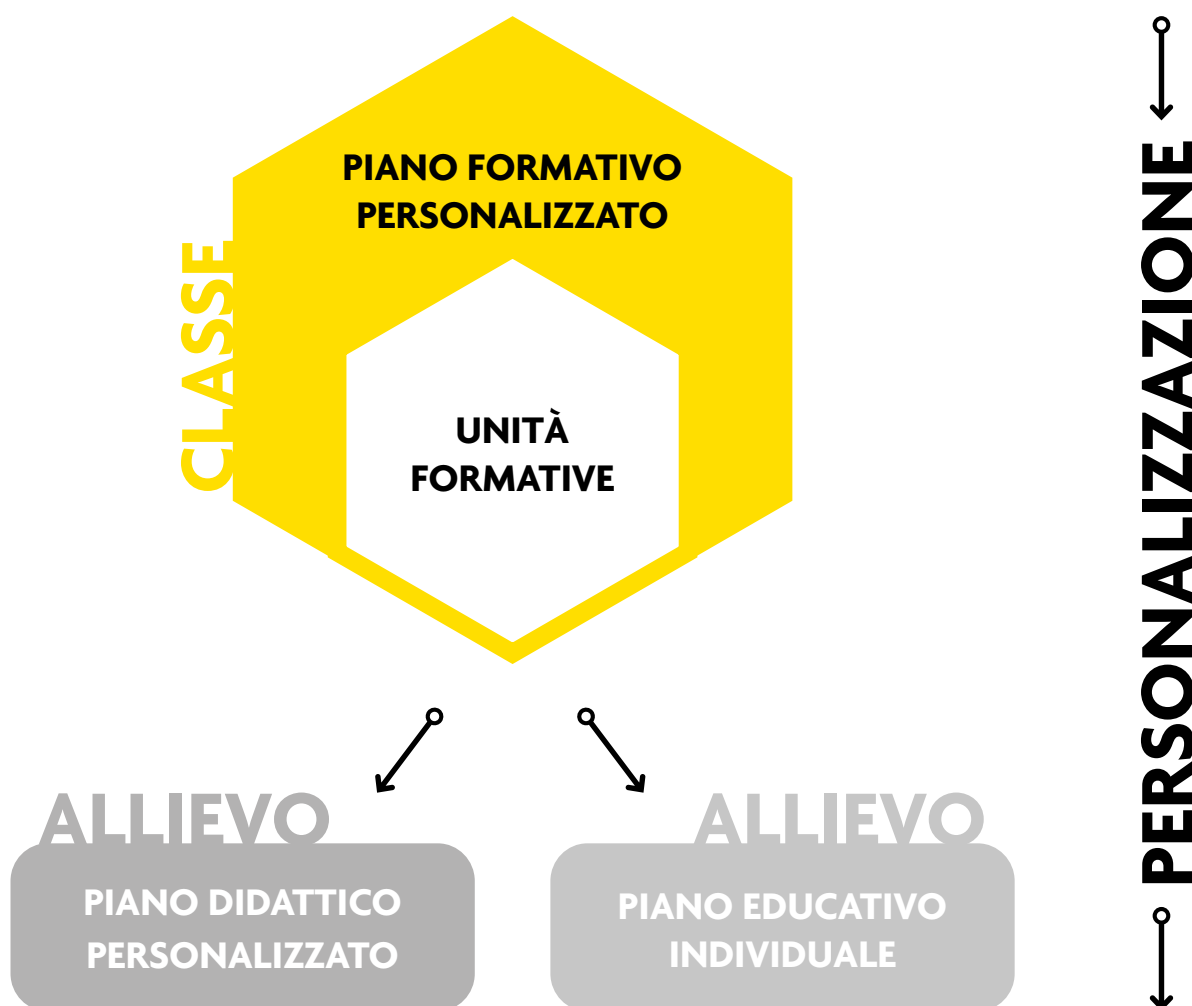 PIANO FORMATIVO
PERSONALIZZATO
CLASSE
UNITÀ
FORMATIVE
ALLIEVO
PIANO DIDATTICO
PERSONALIZZATO
ALLIEVO
PIANO EDUCATIVO
INDIVIDUALE
PERSONALIZZAZIONE